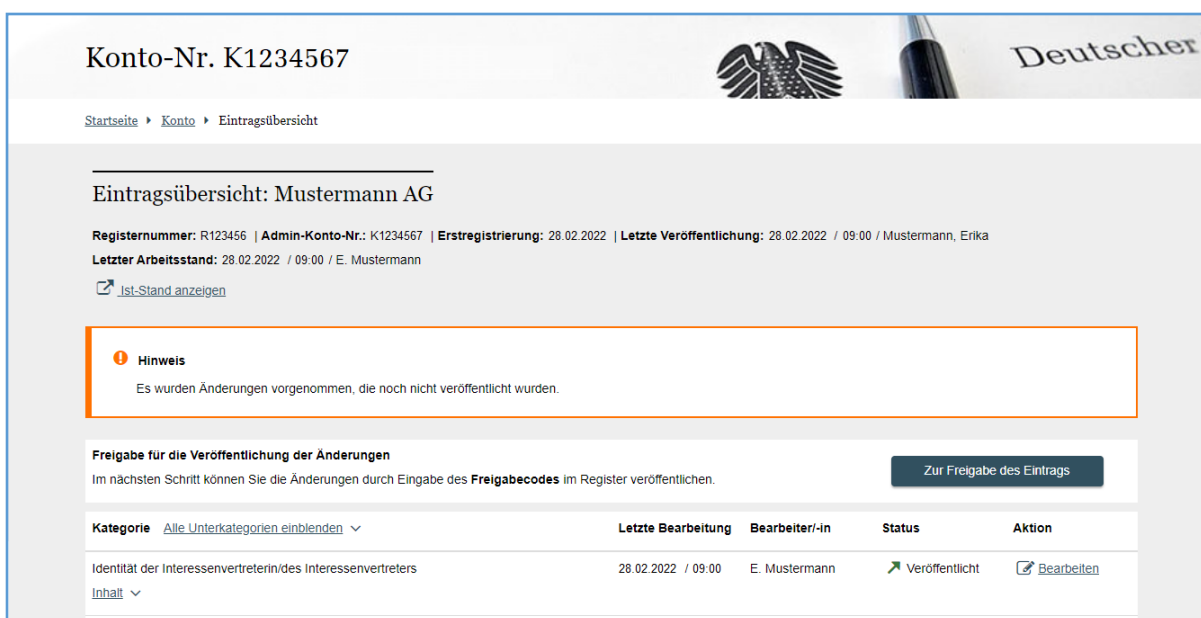 Konto-Nr. K1234567
Deutscher
Startseite Konto Eintragsübersicht
Eintragsübersicht: Mustermann AG
Registernummer: R123456 | Admin-Konto-Nr.: K1234567 | Erstregistrierung: 28.02.2022 | Letzte Veröffentlichung: 28.02.2022 / 09:00 / Mustermann, Erika
Letzter Arbeitsstand: 28.02.2022 / 09:00 / E. Mustermann
Ist-Stand anzeigen
Hinweis
Es wurden Änderungen vorgenommen, die noch nicht veröffentlicht wurden.
Freigabe für die Veröffentlichung der Änderungen
Im nächsten Schritt können Sie die Änderungen durch Eingabe des Freigabecodes im Register veröffentlichen.
Zur Freigabe des Eintrags
Kategorie Alle Unterkategorien einblenden Letzte Bearbeitung Bearbeiter/-in Status Aktion
Identität der Interessenvertreterin/des Interessenvertreters 28.02.2022 / 09:00 E. Mustermann Veröffentlicht Bearbeiten
Inhalt